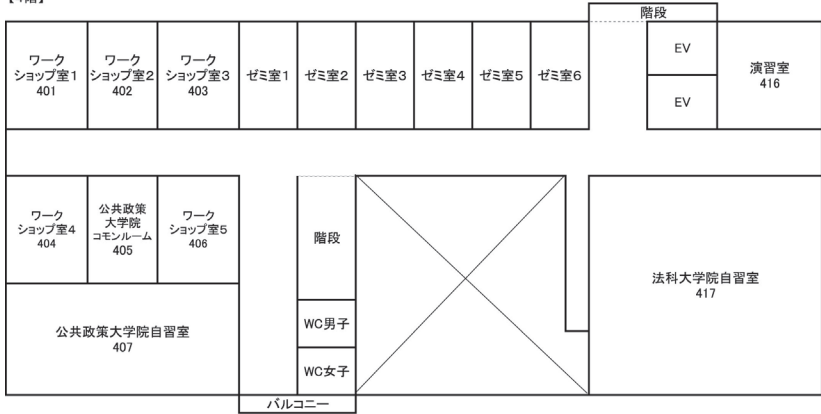 【4階】
階段
ワーク
ショップ室1
401
ワーク
ショップ室2
402
ワーク
ショップ室3
403
ゼミ室1
ゼミ室2
ゼミ室3
ゼミ室4
ゼミ室5
ゼミ室6
EV
EV
演習室
416
ワーク
ショップ室4
404
公共政策
大学院
コモンルーム
405
ワーク
ショップ室5
406
階段
法科大学院自習室
417
公共政策大学院自習室
407
WC男子
WC女子
バルコニー